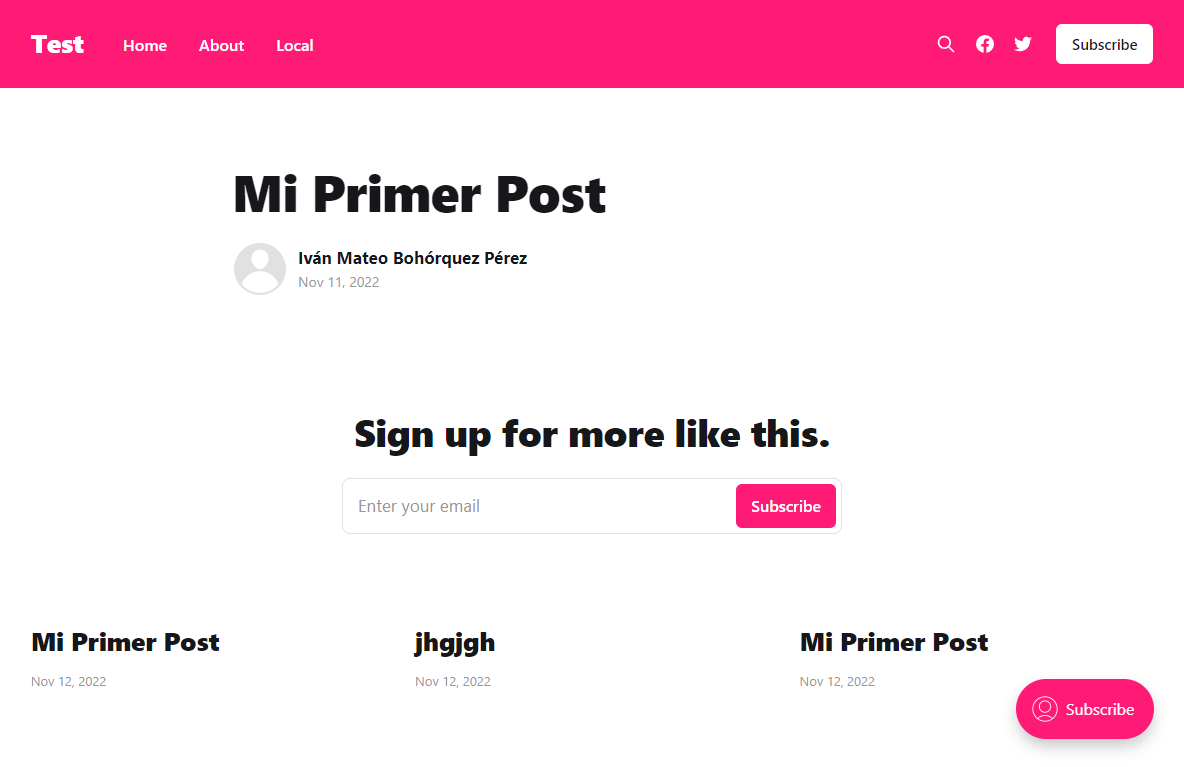 Test Home About Local Subscribe
Mi Primer Post
Iván Mateo Bohórquez Pérez
Nov 11, 2022
Sign up for more like this.
Enter your email Subscribe
Mi Primer Post
Nov 12, 2022
jhgjgh
Nov 12, 2022
Mi Primer Post
Nov 12, 2022
Subscribe